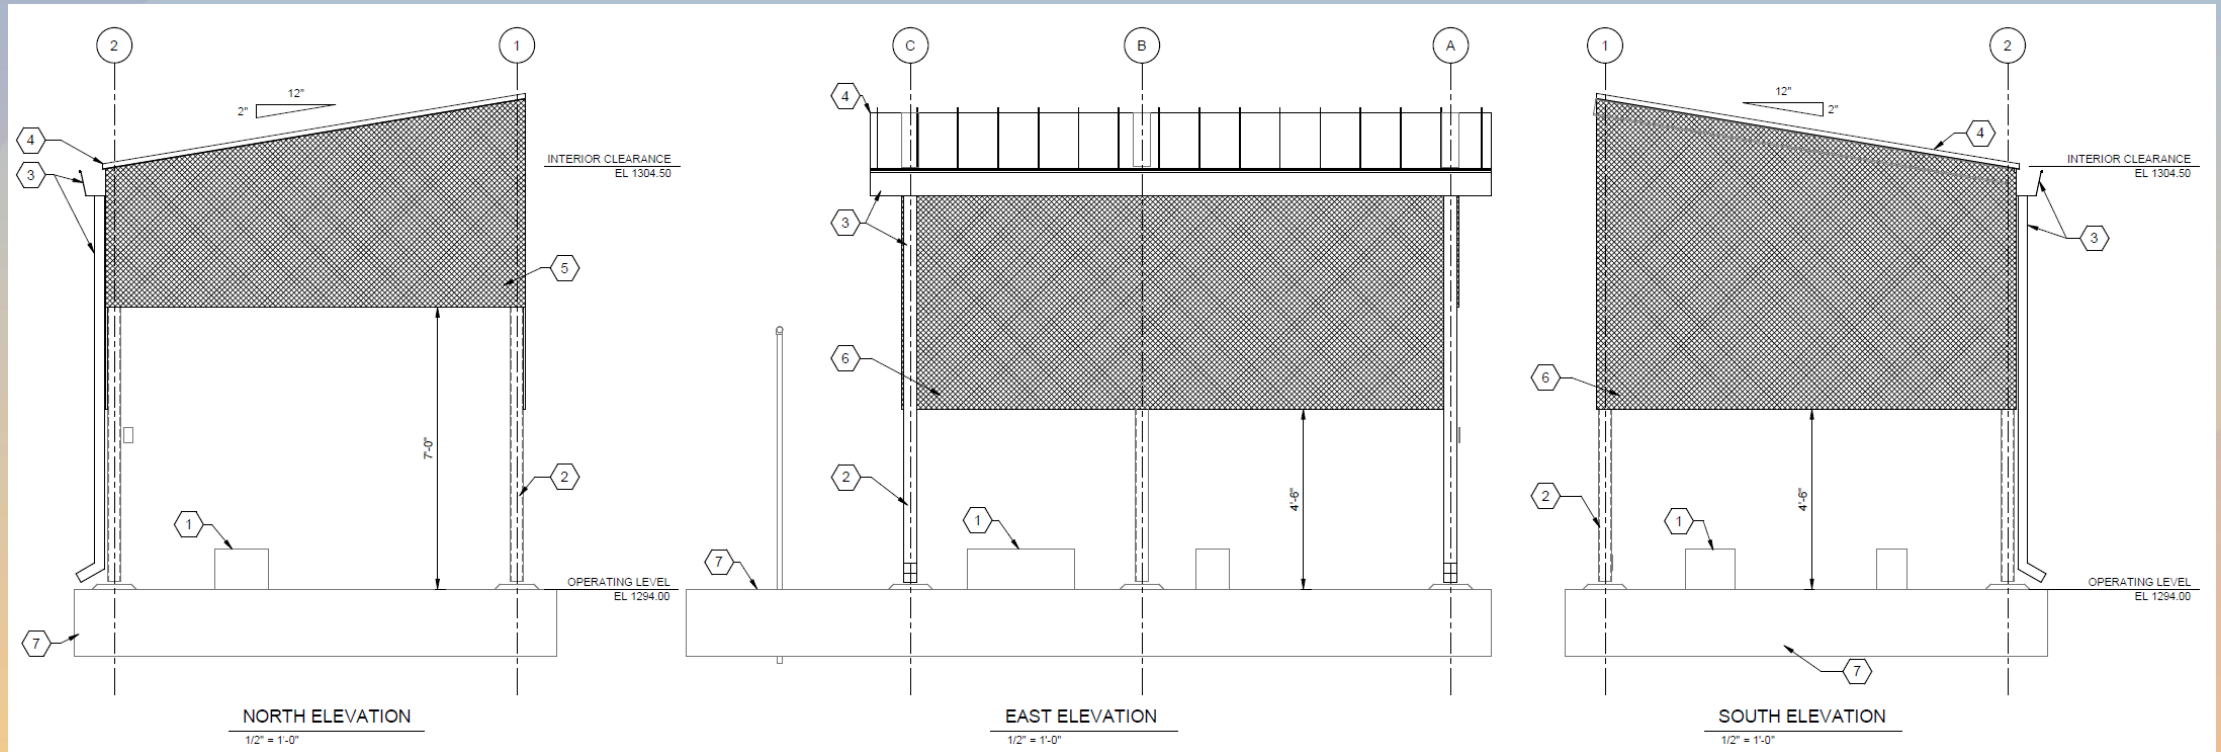 2
1
12"
2"
4
3
INTERIOR CLEARANCE
EL 1304.50
5
7'-0"
2
1
OPERATING LEVEL
EL 1294.00
7
NORTH ELEVATION
1/2" = 1'-0"
C
B
A
4
3
6
2
4'-6"
1
7
EAST ELEVATION
1/2" = 1'-0"
1
2
12"
2"
4
INTERIOR CLEARANCE
EL 1304.50
3
6
2
4'-6"
1
OPERATING LEVEL
EL 1294.00
7
SOUTH ELEVATION
1/2" = 1'-0"